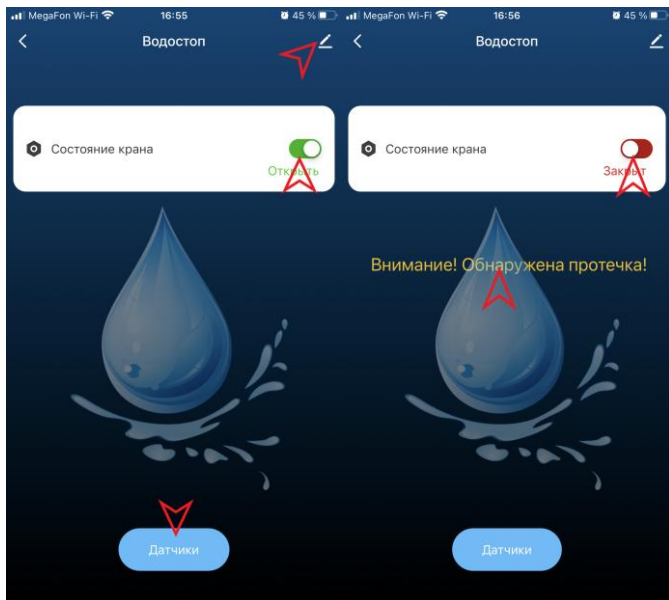 MegaFon Wi-Fi 16:55 45 %
Водостоп
Состояние крана
Открыть
Датчики
MegaFon Wi-Fi 16:56 45 %
Водостоп
Состояние крана
Закрыт
Внимание! Обнаружена протечка!
Датчики